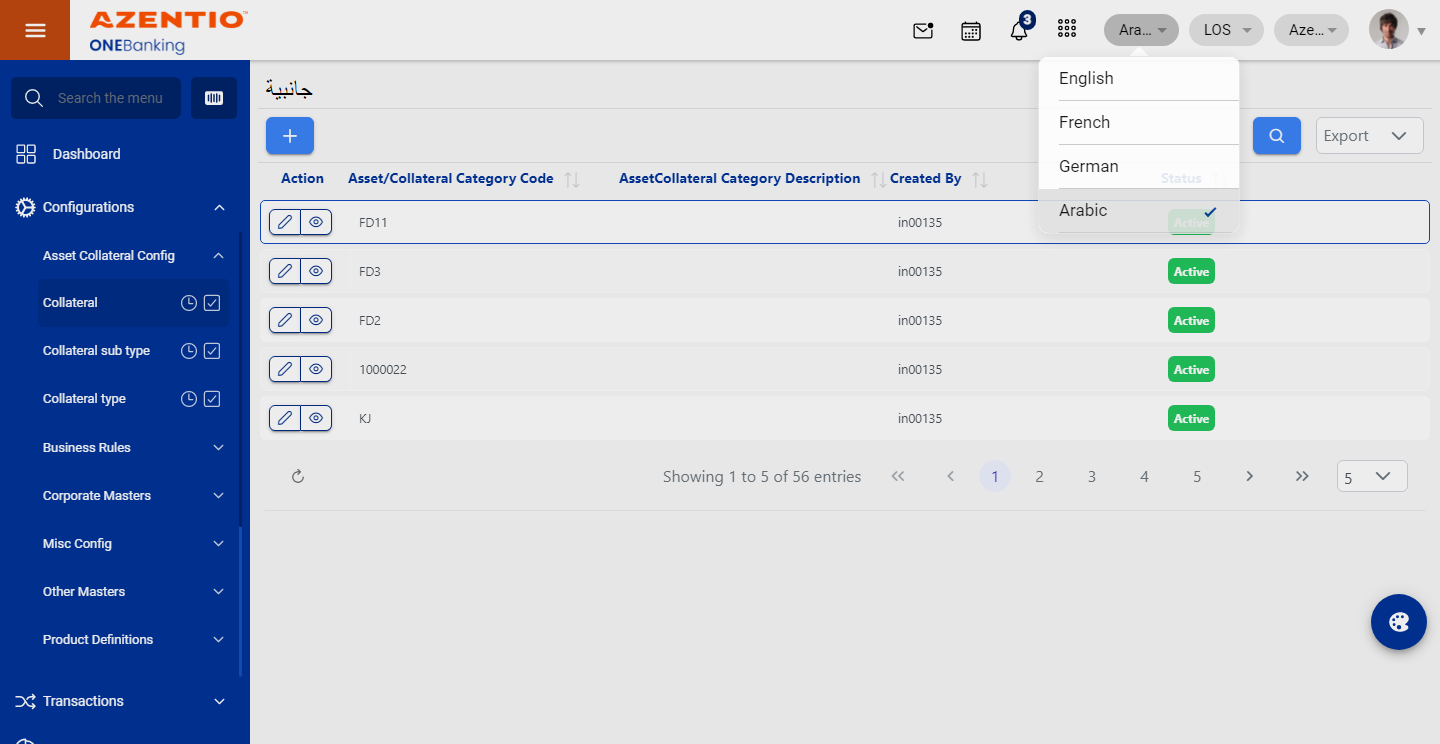 AZENTIO™
ONEBanking
3
Ara...
LOS
Aze...
Search the menu
Dashboard
Configurations
Asset Collateral Config
Collateral
Collateral sub type
Collateral type
Business Rules
Corporate Masters
Misc Config
Other Masters
Product Definitions
Transactions
جانبية
English
French
German
Arabic
Export
Action Asset/Collateral Category Code AssetCollateral Category Description Created By Status
FD11 in00135 Active
FD3 in00135 Active
FD2 in00135 Active
1000022 in00135 Active
KJ in00135 Active
Showing 1 to 5 of 56 entries 1 2 3 4 5 5